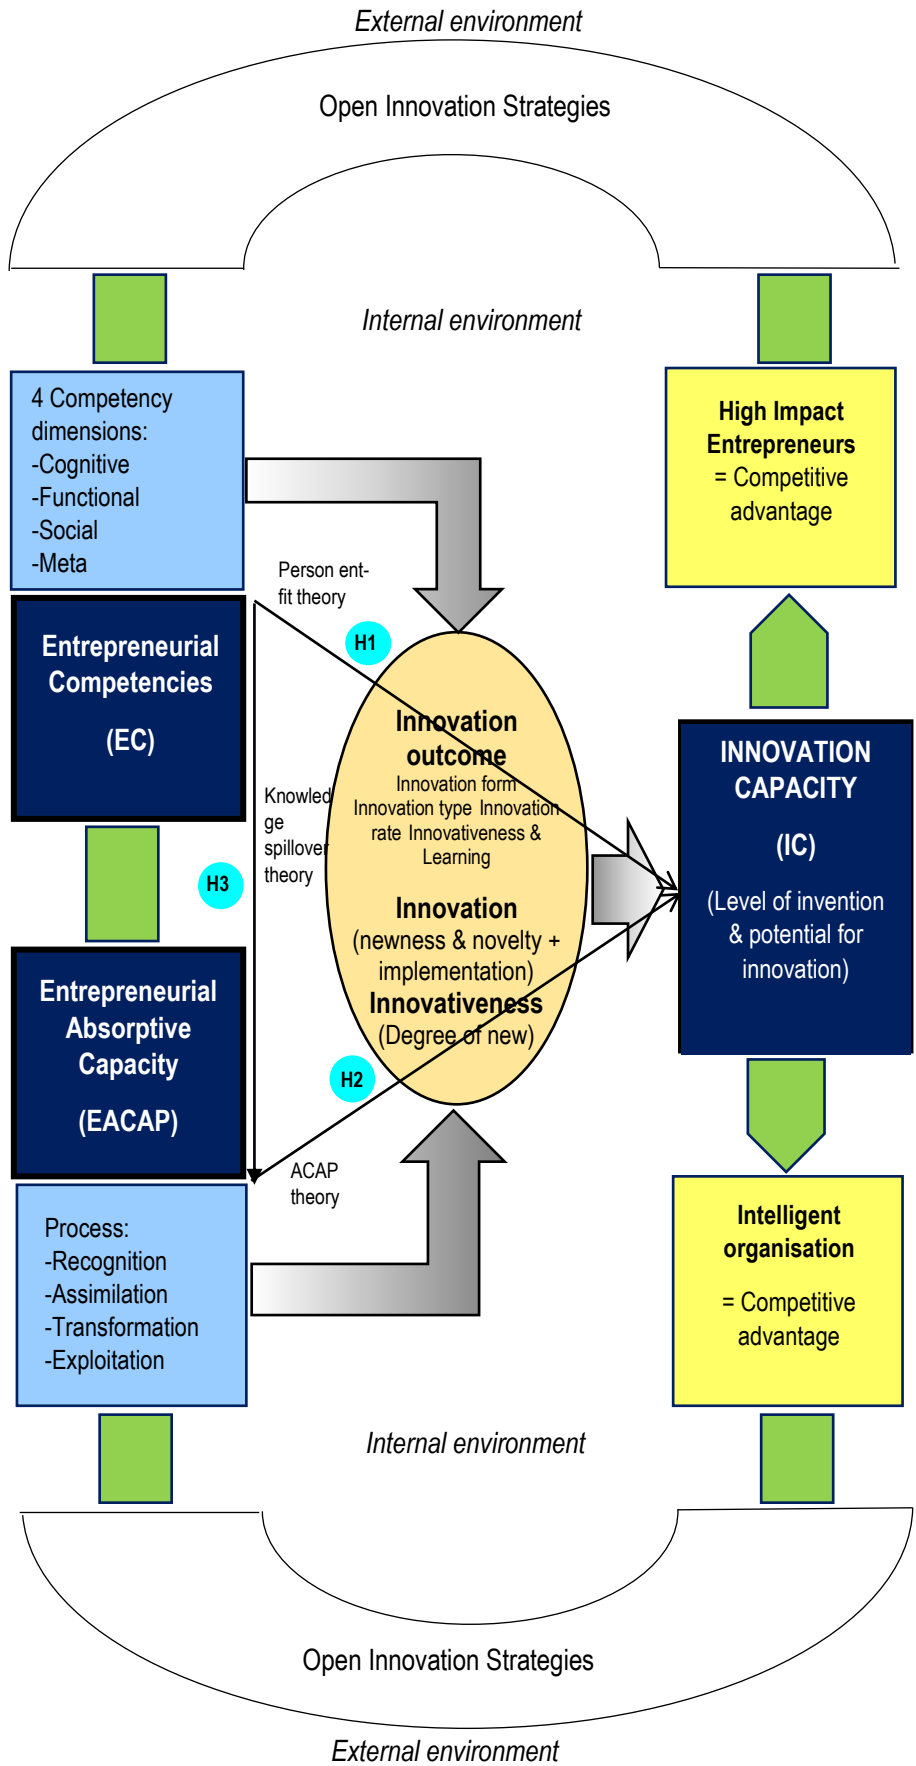 External environment
Open Innovation Strategies
Internal environment
4 Competency
dimensions:
-Cognitive
-Functional
-Social
-Meta
High Impact
Entrepreneurs
= Competitive
advantage
Person ent-
fit theory
H1
Entrepreneurial
Competencies
(EC)
Innovation
outcome
Innovation form
Innovation type Innovation
rate Innovativeness &
Learning
Innovation
(newness & novelty +
implementation)
Innovativeness
(Degree of new)
INNOVATION
CAPACITY
(IC)
(Level of invention
& potential for
innovation)
Knowled
ge
spillover
theory
H3
Entrepreneurial
Absorptive
Capacity
(EACAP)
H2
ACAP
theory
Process:
-Recognition
-Assimilation
-Transformation
-Exploitation
Intelligent
organisation
= Competitive
advantage
Internal environment
Open Innovation Strategies
External environment